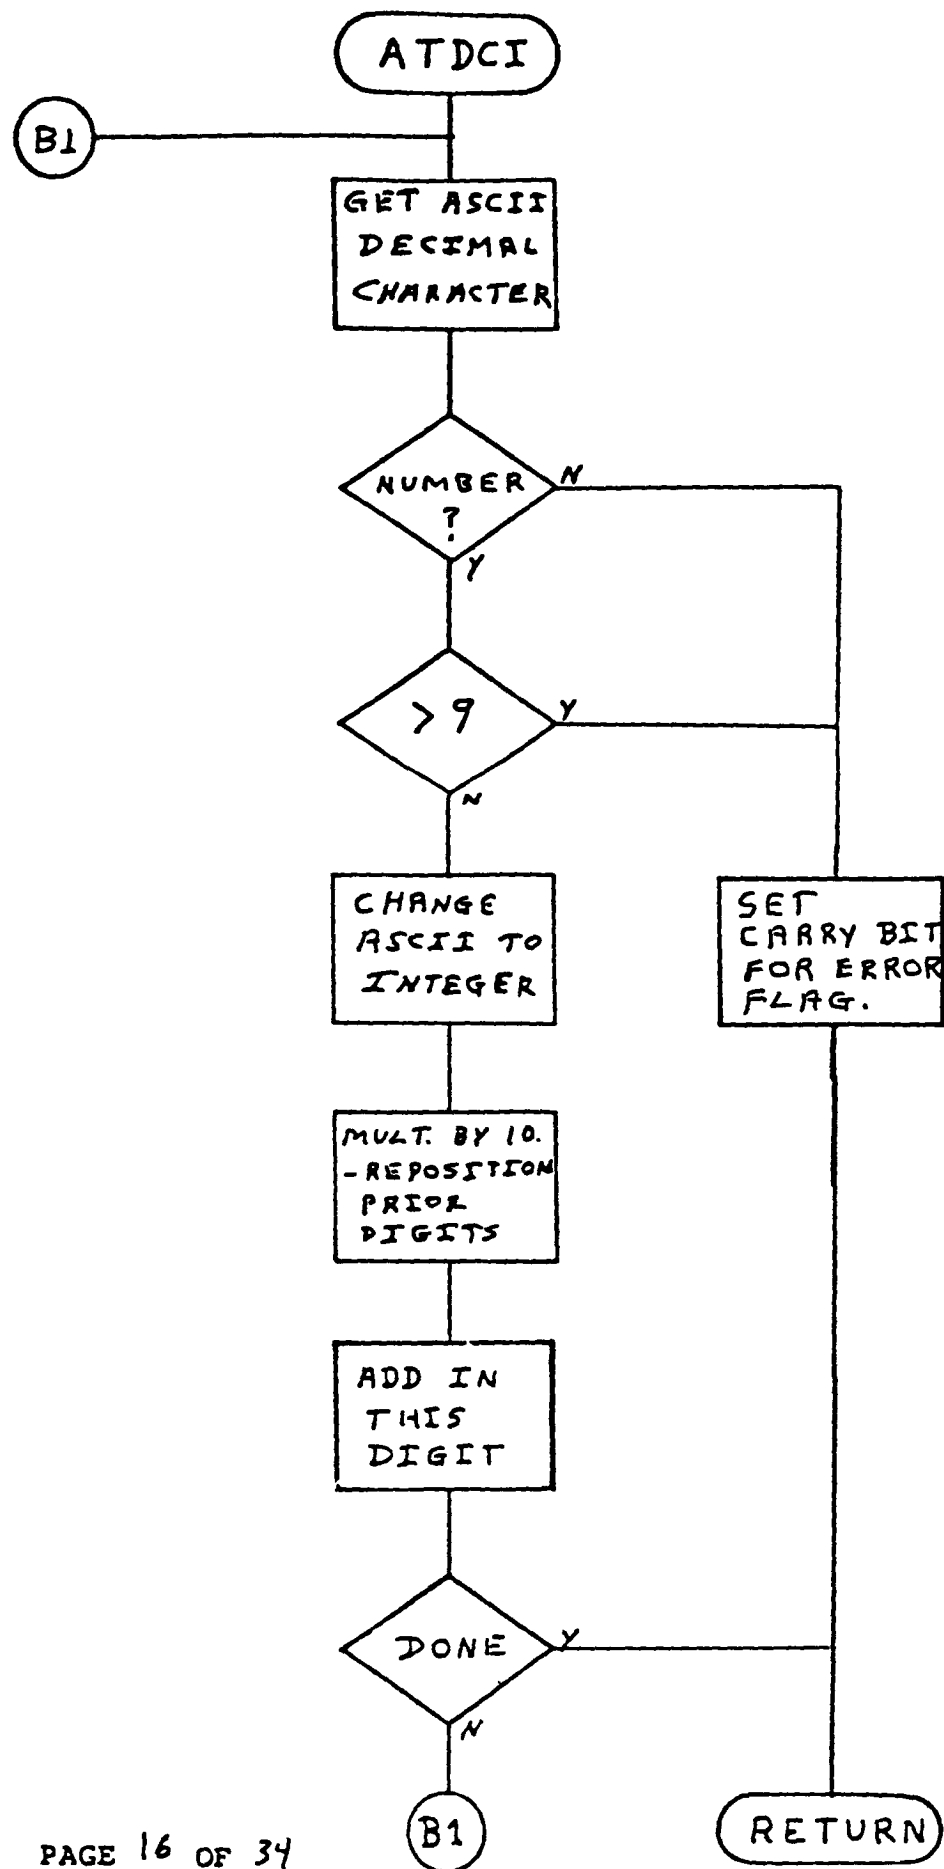 ATDCI
B1
GET ASCII
DECIMAL
CHARACTER
NUMBER
?
N
Y
> 9
Y
N
CHANGE
ASCII TO
INTEGER
SET
CARRY BIT
FOR ERROR
FLAG.
MULT. BY 10.
-REPOSITION
PRIOR
DIGITS
ADD IN
THIS
DIGIT
DONE
Y
N
B1
RETURN
PAGE 16 OF 34